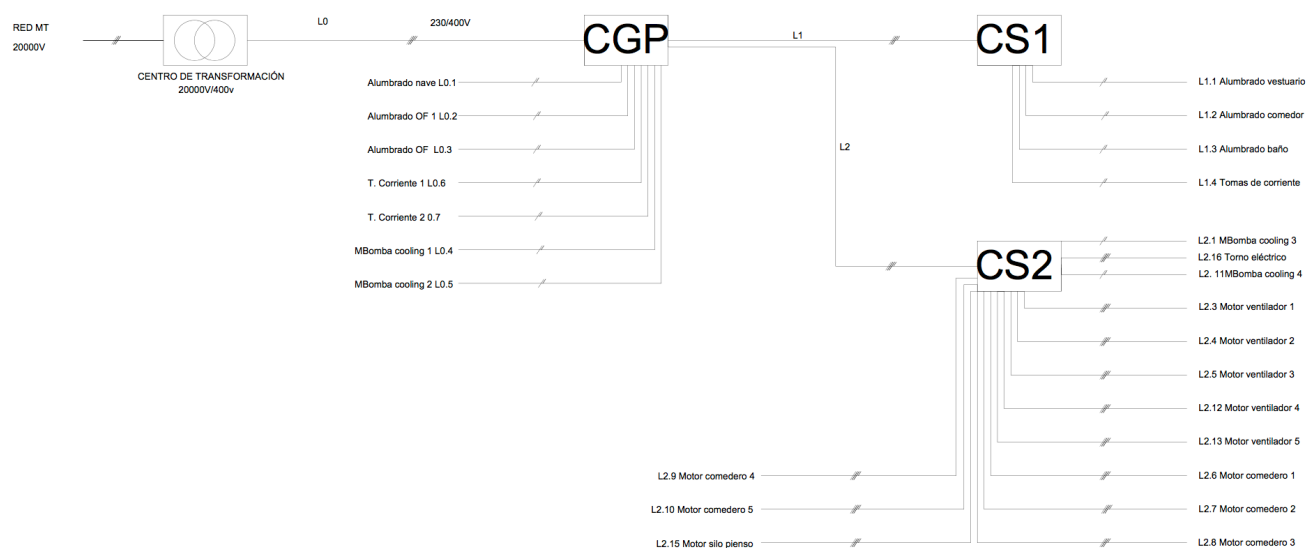 RED MT
20000V
L0
230/400V
CENTRO DE TRANSFORMACIÓN
20000V/400v
CGP
L1
CS1
Alumbrado nave L0.1
Alumbrado OF 1 L0.2
Alumbrado OF  L0.3
T. Corriente 1 L0.6
T. Corriente 2 0.7
MBomba cooling 1 L0.4
MBomba cooling 2 L0.5
L1.1 Alumbrado vestuario
L1.2 Alumbrado comedor
L1.3 Alumbrado baño
L1.4 Tomas de corriente
L2
CS2
L2.1 MBomba cooling 3
L2.16 Torno eléctrico
L2. 11MBomba cooling 4
L2.3 Motor ventilador 1
L2.4 Motor ventilador 2
L2.5 Motor ventilador 3
L2.12 Motor ventilador 4
L2.13 Motor ventilador 5
L2.9 Motor comedero 4
L2.6 Motor comedero 1
L2.10 Motor comedero 5
L2.7 Motor comedero 2
L2.15 Motor silo pienso
L2.8 Motor comedero 3